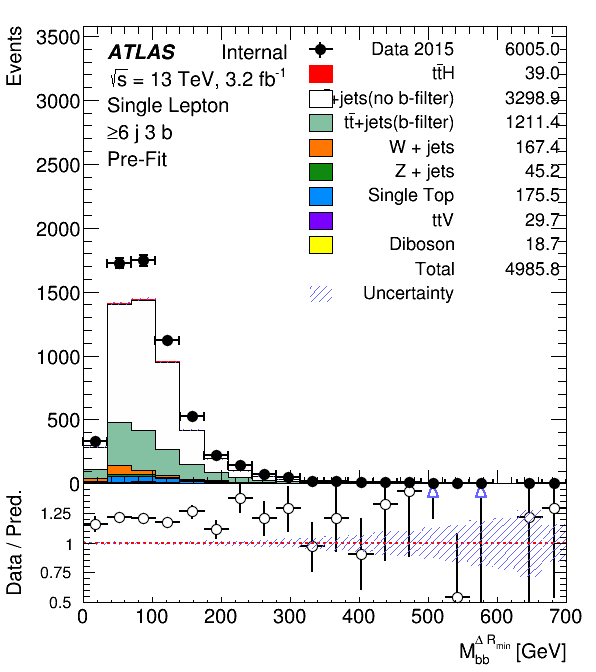 Events
3500
3000
2500
2000
1500
1000
500
0
ATLAS Internal
√s = 13 TeV, 3.2 fb⁻¹
Single Lepton
≥6 j 3 b
Pre-Fit
Data 2015 6005.0
tt̄H 39.0
+jets(no b-filter) 3298.9
tt̄+jets(b-filter) 1211.4
W + jets 167.4
Z + jets 45.2
Single Top 175.5
ttV 29.7
Diboson 18.7
Total 4985.8
Uncertainty
Data / Pred.
1.25
1
0.75
0.5
0 100 200 300 400 500 600 700
M_bb^Δ R_min [GeV]